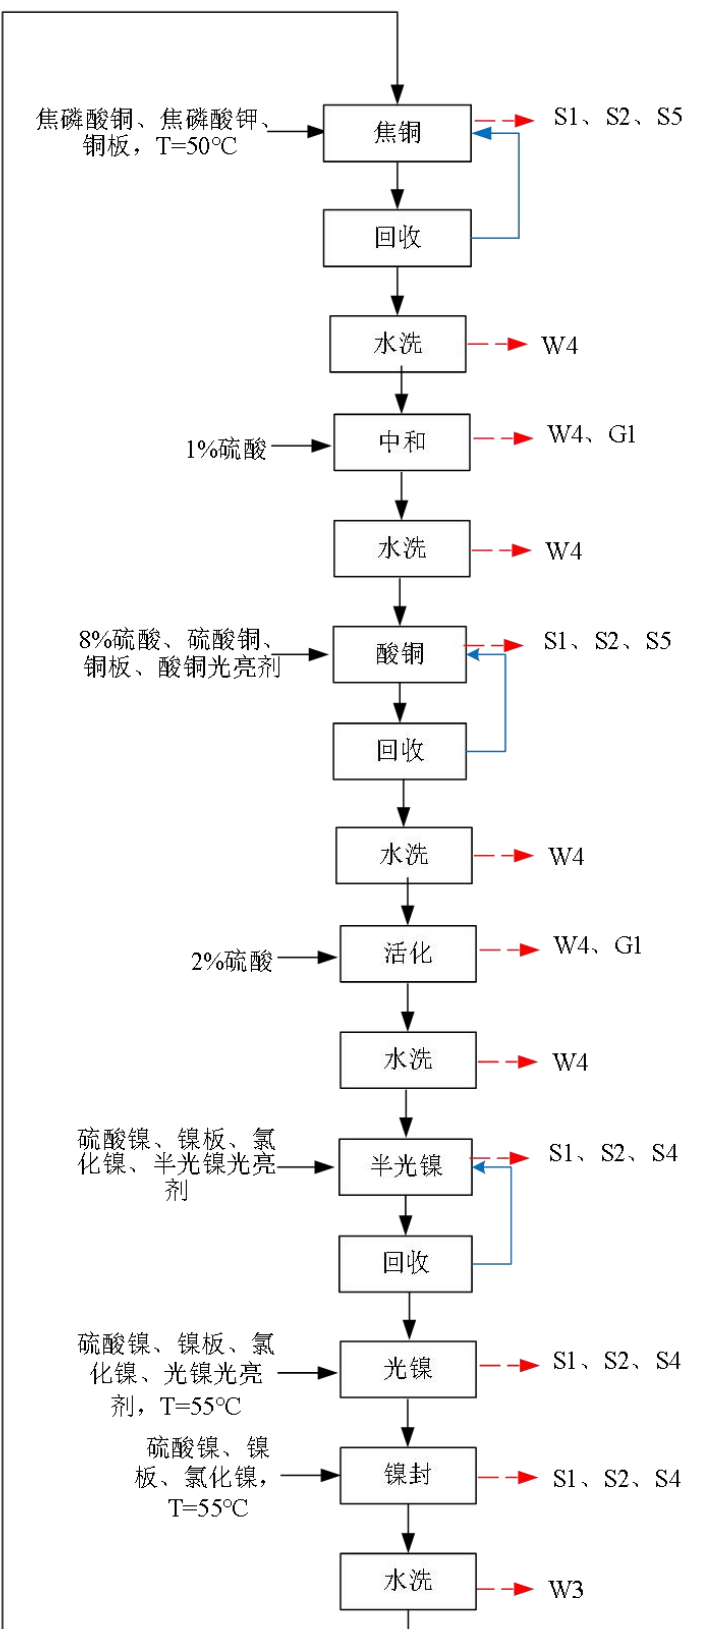 焦磷酸铜、焦磷酸钾、
铜板，T=50℃
焦铜
S1、S2、S5
回收
水洗
W4
1%硫酸
中和
W4、G1
水洗
W4
8%硫酸、硫酸铜、
铜板、酸铜光亮剂
酸铜
S1、S2、S5
回收
水洗
W4
2%硫酸
活化
W4、G1
水洗
W4
硫酸镍、镍板、氯
化镍、半光镍光亮
剂
半光镍
S1、S2、S4
回收
硫酸镍、镍板、氯
化镍、光镍光亮
剂，T=55℃
光镍
S1、S2、S4
硫酸镍、镍
板、氯化镍，
T=55℃
镍封
S1、S2、S4
水洗
W3